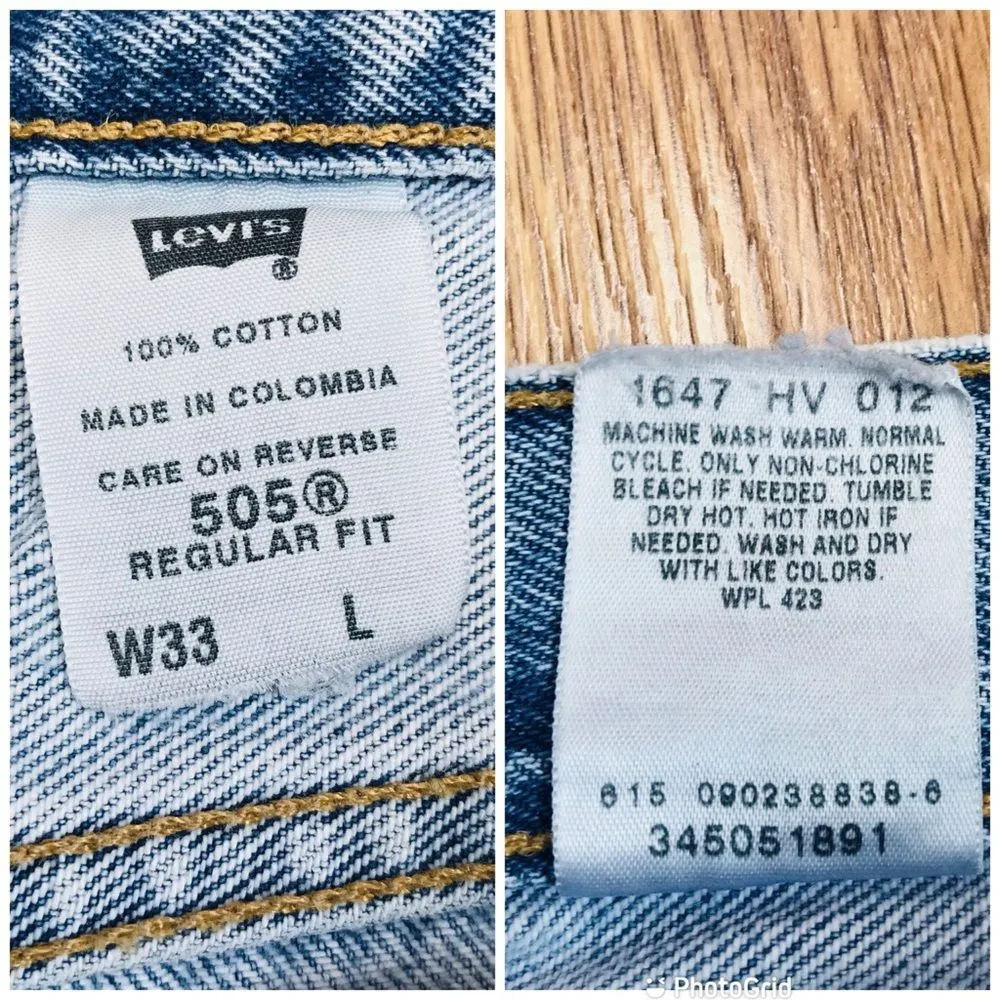 Levi's
®
100% COTTON
MADE IN COLOMBIA
CARE ON REVERSE
505®
REGULAR FIT
W33 L
1647 HV 012
MACHINE WASH WARM. NORMAL
CYCLE. ONLY NON-CHLORINE
BLEACH IF NEEDED. TUMBLE
DRY HOT. HOT IRON IF
NEEDED. WASH AND DRY
WITH LIKE COLORS.
WPL 423
615 090238838-6
345051891
PhotoGrid